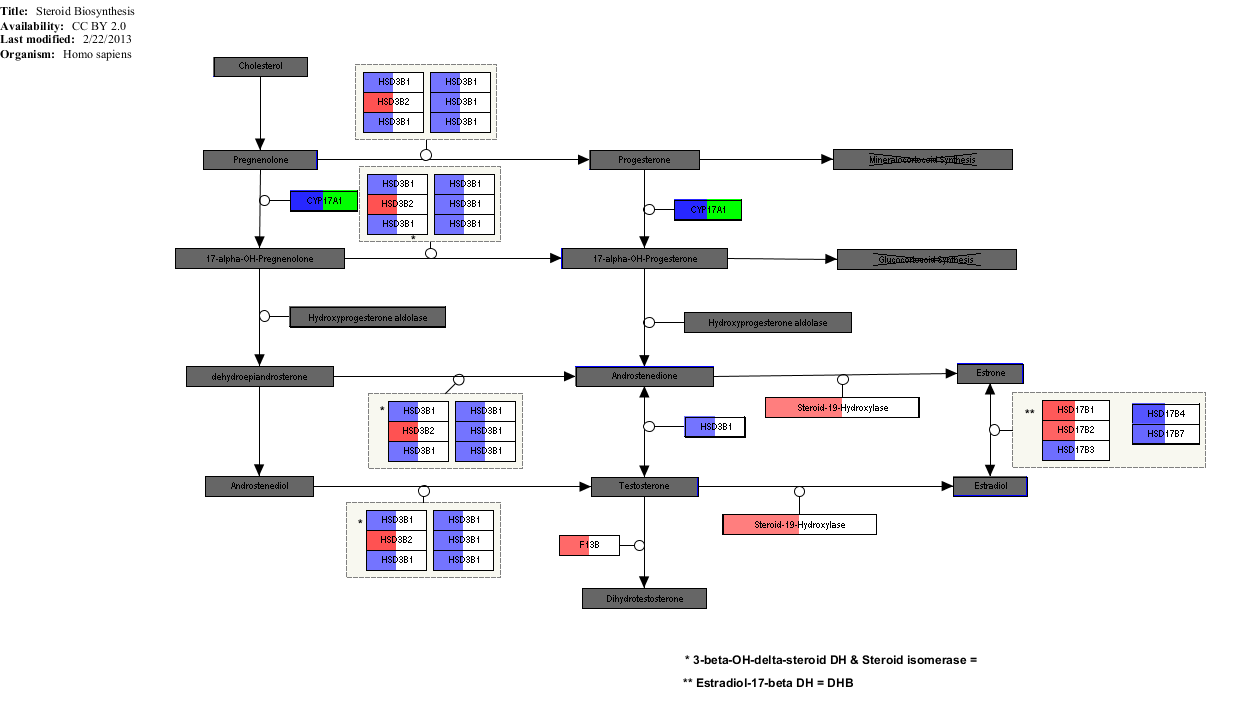 Title: Steroid Biosynthesis
Availability: CC BY 2.0
Last modified: 2/22/2013
Organism: Homo sapiens
Cholesterol
HSD3B1 HSD3B1
HSD3B2 HSD3B1
HSD3B1 HSD3B1
Pregnenolone
Progesterone
Mineralocortocoid Synthesis
CYP17A1
HSD3B1 HSD3B1
HSD3B2 HSD3B1
HSD3B1 HSD3B1
*
CYP17A1
17-alpha-OH-Pregnenolone
17-alpha-OH-Progesterone
Glucocortocoid Synthesis
Hydroxyprogesterone aldolase
Hydroxyprogesterone aldolase
dehydroepiandrosterone
Androstenedione
Estrone
* HSD3B1 HSD3B1
HSD3B2 HSD3B1
HSD3B1 HSD3B1
HSD3B1
Steroid-19-Hydroxylase
** HSD17B1 HSD17B4
HSD17B2 HSD17B7
HSD17B3
Androstenediol
Testosterone
Estradiol
* HSD3B1 HSD3B1
HSD3B2 HSD3B1
HSD3B1 HSD3B1
Steroid-19-Hydroxylase
F13B
Dihydrotestosterone
* 3-beta-OH-delta-steroid DH & Steroid isomerase =
** Estradiol-17-beta DH = DHB